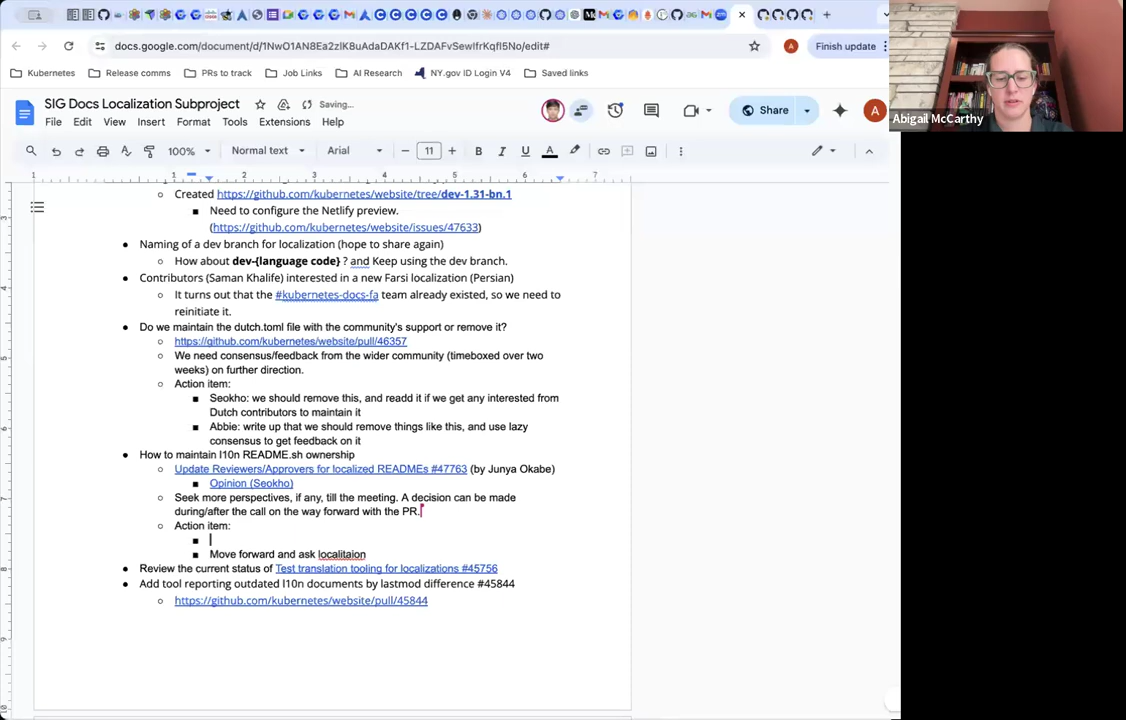 docs.google.com/document/d/1NwO1AN8Ea2zlK8uAdaDAKf1-LZDAFvSewIfrKqfI5No/edit#
Finish update
Kubernetes
Release comms
PRs to track
Job Links
AI Research
NY.gov ID Login V4
Saved links
Abigail McCarthy
SIG Docs Localization Subproject
Saving...
File Edit View Insert Format Tools Extensions Help
Share
A
100%
Normal text
Arial
11
B I U A
1 1 2 3 4 5 6 7
Created https://github.com/kubernetes/website/tree/dev-1.31-bn.1
Need to configure the Netlify preview.
(https://github.com/kubernetes/website/issues/47633)
Naming of a dev branch for localization (hope to share again)
How about dev-{language code} ? and Keep using the dev branch.
Contributors (Saman Khalife) interested in a new Farsi localization (Persian)
It turns out that the #kubernetes-docs-fa team already existed, so we need to
reinitiate it.
Do we maintain the dutch.toml file with the community's support or remove it?
https://github.com/kubernetes/website/pull/46357
We need consensus/feedback from the wider community (timeboxed over two
weeks) on further direction.
Action item:
Seokho: we should remove this, and readd it if we get any interested from
Dutch contributors to maintain it
Abbie: write up that we should remove things like this, and use lazy
consensus to get feedback on it
How to maintain l10n README.sh ownership
Update Reviewers/Approvers for localized READMEs #47763 (by Junya Okabe)
Opinion (Seokho)
Seek more perspectives, if any, till the meeting. A decision can be made
during/after the call on the way forward with the PR.
Action item:
Move forward and ask localitaion
Review the current status of Test translation tooling for localizations #45756
Add tool reporting outdated l10n documents by lastmod difference #45844
https://github.com/kubernetes/website/pull/45844